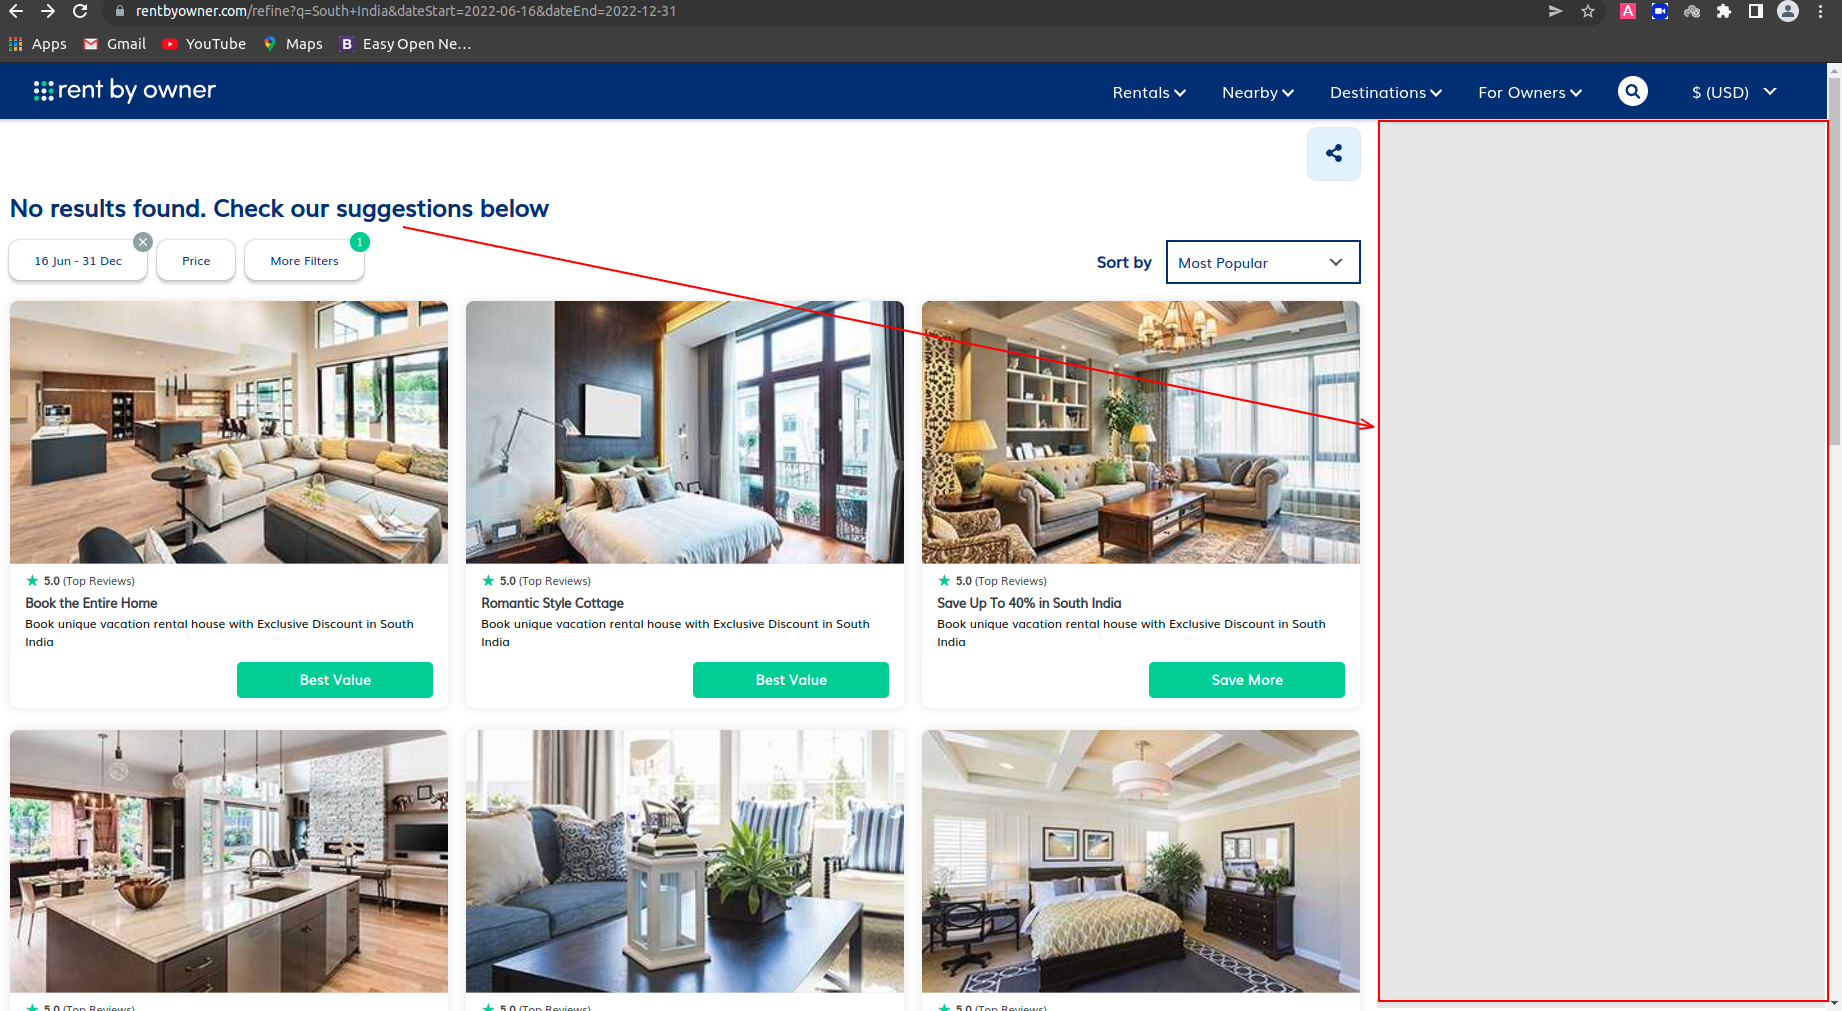 rentbyowner.com/refine?q=South+India&dateStart=2022-06-16&dateEnd=2022-12-31
A
Apps
Gmail
YouTube
Maps
B
Easy Open Ne...
rent by owner
Rentals
Nearby
Destinations
For Owners
$ (USD)
No results found. Check our suggestions below
16 Jun - 31 Dec
Price
More Filters
1
Sort by
Most Popular
5.0 (Top Reviews)
Book the Entire Home
Book unique vacation rental house with Exclusive Discount in South
India
Best Value
5.0 (Top Reviews)
Romantic Style Cottage
Book unique vacation rental house with Exclusive Discount in South
India
Best Value
5.0 (Top Reviews)
Save Up To 40% in South India
Book unique vacation rental house with Exclusive Discount in South
India
Save More
5.0 (Top Reviews)
5.0 (Top Reviews)
5.0 (Top Reviews)